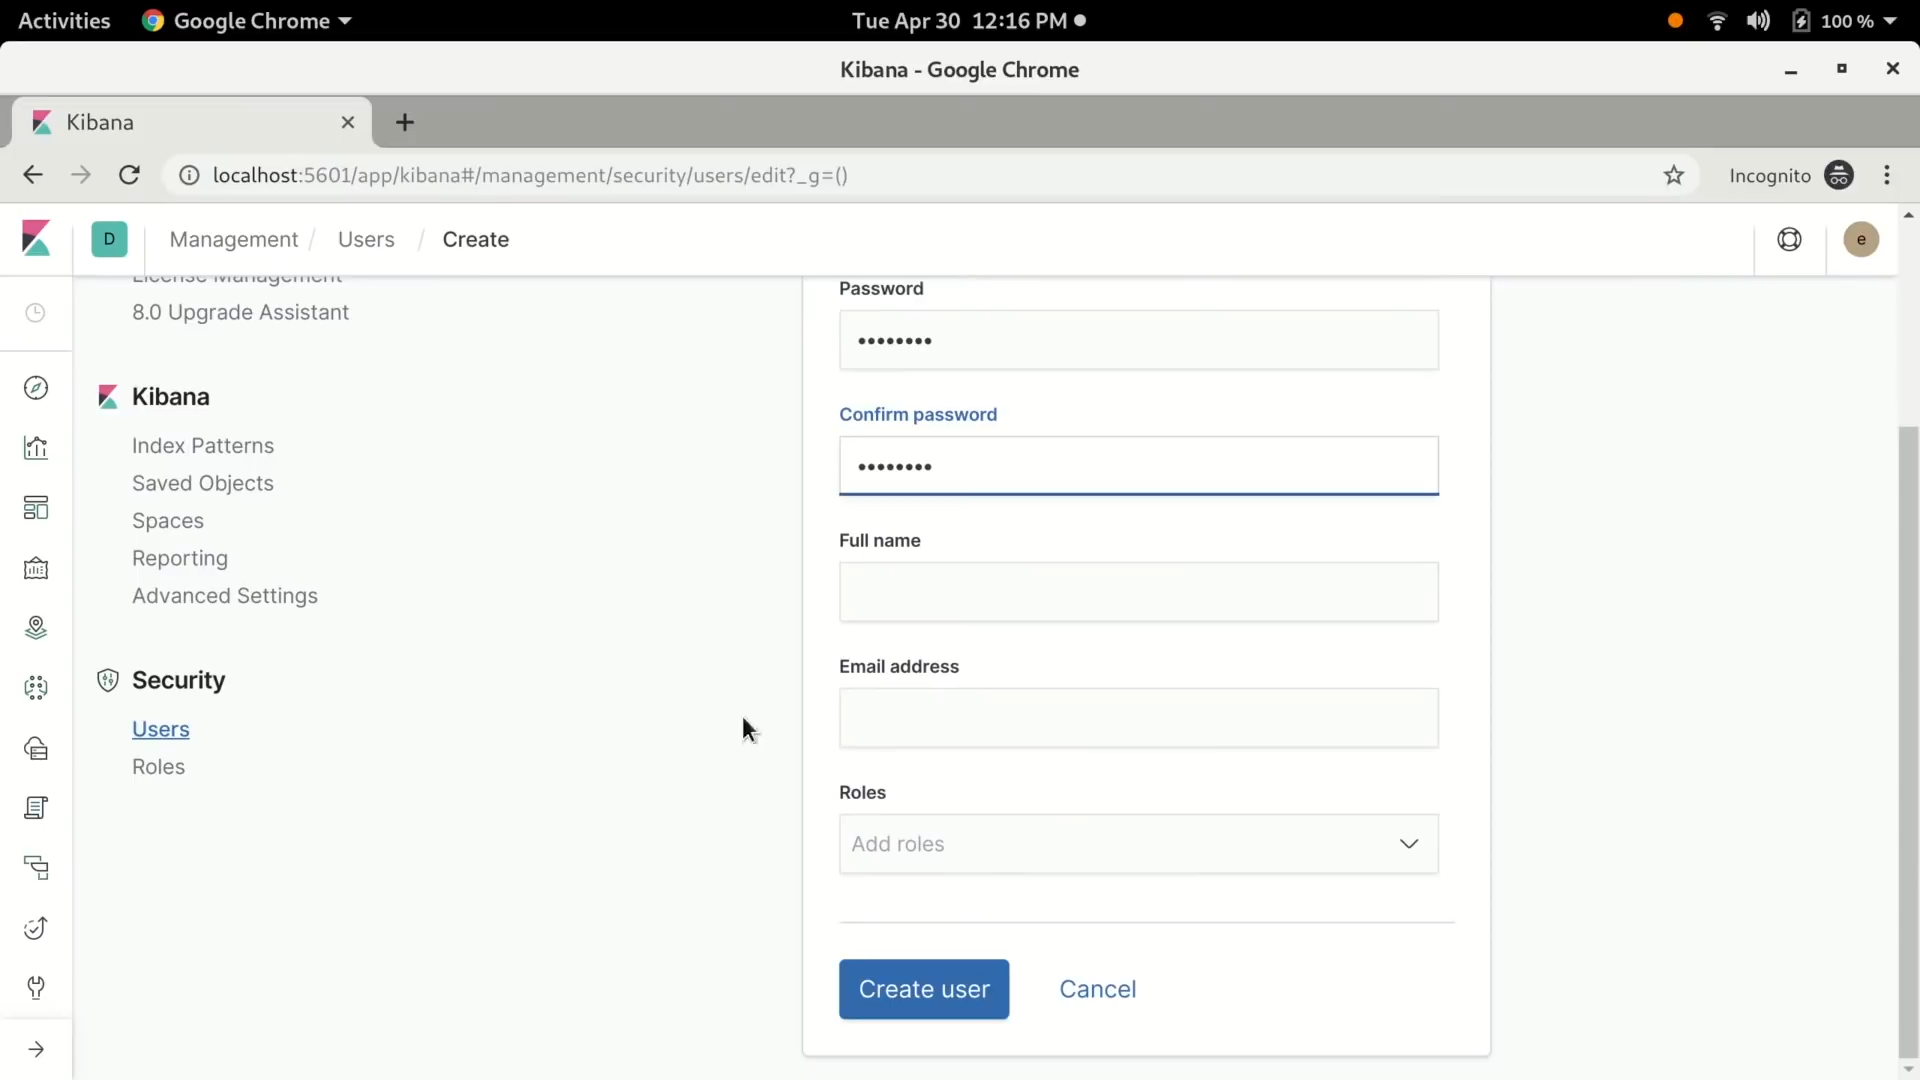 Activities Google Chrome Tue Apr 30 12:16 PM 100 %
Kibana - Google Chrome
Kibana
localhost:5601/app/kibana#/management/security/users/edit?_g=() Incognito
D Management / Users / Create e
License Management
8.0 Upgrade Assistant
Kibana
Index Patterns
Saved Objects
Spaces
Reporting
Advanced Settings
Security
Users
Roles
Password
••••••••
Confirm password
••••••••
Full name
Email address
Roles
Add roles
Create user Cancel